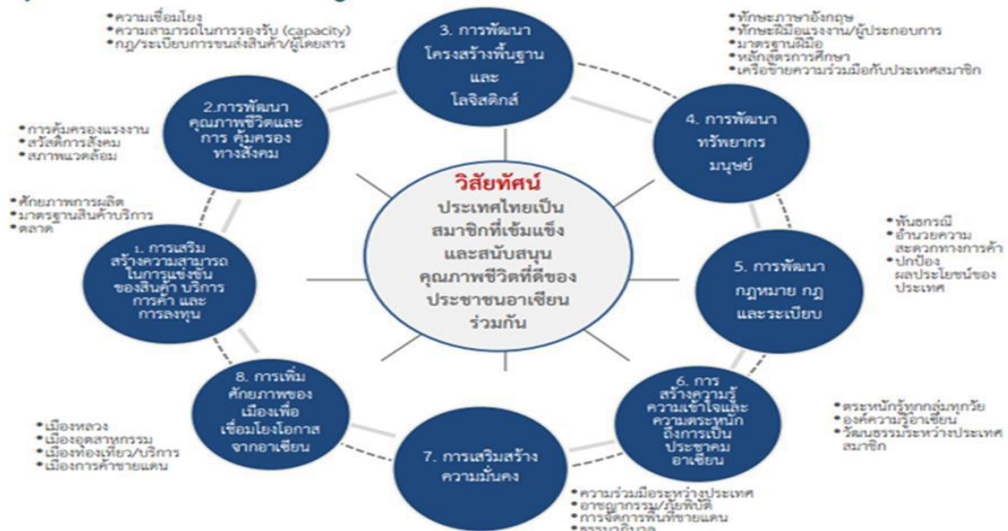 วิสัยทัศน์
ประเทศไทยเป็น
สมาชิกที่เข้มแข็ง
และสนับสนุน
คุณภาพชีวิตที่ดีของ
ประชาชนอาเซียน
ร่วมกัน
1. การเสริม
สร้างความสามารถ
ในการแข่งขัน
ของสินค้า บริการ
การค้า และ
การลงทุน
•ศักยภาพการผลิต
•มาตรฐานสินค้าบริการ
•ตลาด
2.การพัฒนา
คุณภาพชีวิตและ
การ คุ้มครอง
ทางสังคม
•การคุ้มครองแรงงาน
•สวัสดิการสังคม
•สภาพแวดล้อม
3. การพัฒนา
โครงสร้างพื้นฐาน
และ
โลจิสติกส์
•ความเชื่อมโยง
•ความสามารถในการรองรับ (capacity)
•กฎ/ระเบียบการขนส่งสินค้า/ผู้โดยสาร
4. การพัฒนา
ทรัพยากร
มนุษย์
•ทักษะภาษาอังกฤษ
•ทักษะฝีมือแรงงาน/ผู้ประกอบการ
•มาตรฐานฝีมือ
•หลักสูตรการศึกษา
•เครือข่ายความร่วมมือกับประเทศสมาชิก
5. การพัฒนา
กฎหมาย กฎ
และระเบียบ
•พันธกรณี
•อำนวยความ
สะดวกทางการค้า
•ปกป้อง
ผลประโยชน์ของ
ประเทศ
6. การ
สร้างความรู้
ความเข้าใจและ
ความตระหนัก
ถึงการเป็น
ประชาคม
อาเซียน
•ตระหนักรู้ทุกกลุ่มทุกวัย
•องค์ความรู้อาเซียน
•วัฒนธรรมระหว่างประเทศ
สมาชิก
7. การเสริมสร้าง
ความมั่นคง
•ความร่วมมือระหว่างประเทศ
•อาชญากรรม/ภัยพิบัติ
•การจัดการพื้นที่ชายแดน
8. การเพิ่ม
ศักยภาพของ
เมืองเพื่อ
เชื่อมโยงโอกาส
จากอาเซียน
•เมืองหลวง
•เมืองอุตสาหกรรม
•เมืองท่องเที่ยว/บริการ
•เมืองการค้าชายแดน